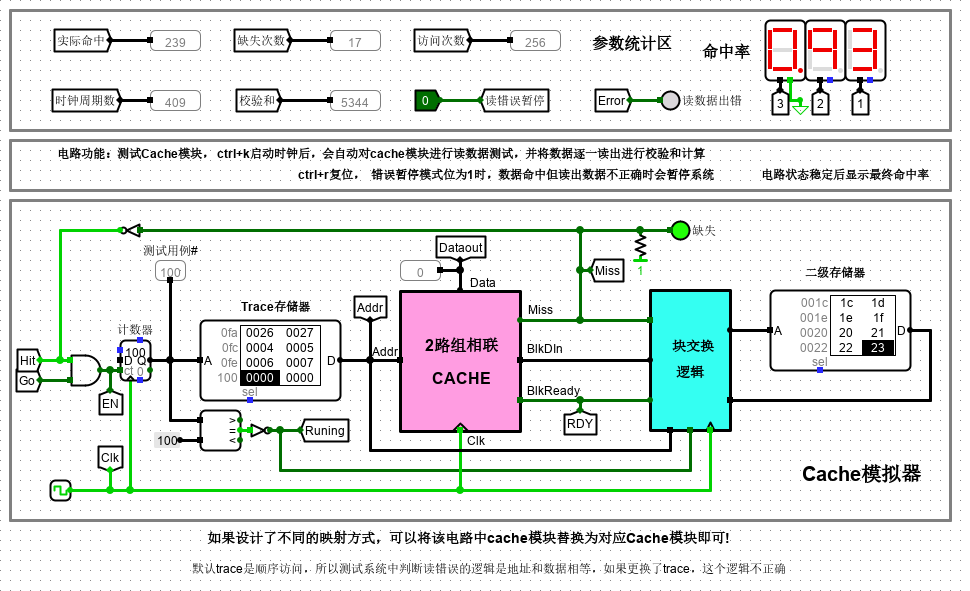 实际命中 239 缺失次数 17 访问次数 256 参数统计区 命中率 0.93
时钟周期数 409 校验和 5344 0 读错误暂停 Error 读数据出错 3 2 1
电路功能：测试Cache模块， ctrl+k启动时钟后，会自动对cache模块进行读数据测试，并将数据逐一读出进行校验和计算
ctrl+r复位， 错误暂停模式位为1时，数据命中但读出数据不正确时会暂停系统 电路状态稳定后显示最终命中率
缺失
测试用例#
100
Dataout
0
Data
Miss
1
二级存储器
001c 1c 1d
001e 1e 1f
0020 20 21
0022 22 23
sel
A
D
Trace存储器
0fa 0026 0027
0fc 0004 0005
0fe 0006 0007
100 0000 0000
sel
A
D
Addr
Addr
计数器
100
D Q
ct 0
Hit
Go
EN
2路组相联
CACHE
Miss
BlkDIn
BlkReady
Clk
块交换
逻辑
RDY
>
=
<
100
Runing
Clk
Cache模拟器
如果设计了不同的映射方式，可以将该电路中cache模块替换为对应Cache模块即可!
默认trace是顺序访问，所以测试系统中判断读错误的逻辑是地址和数据相等，如果更换了trace，这个逻辑不正确